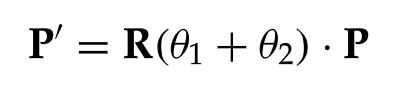 P′ = R(θ₁ + θ₂) · P